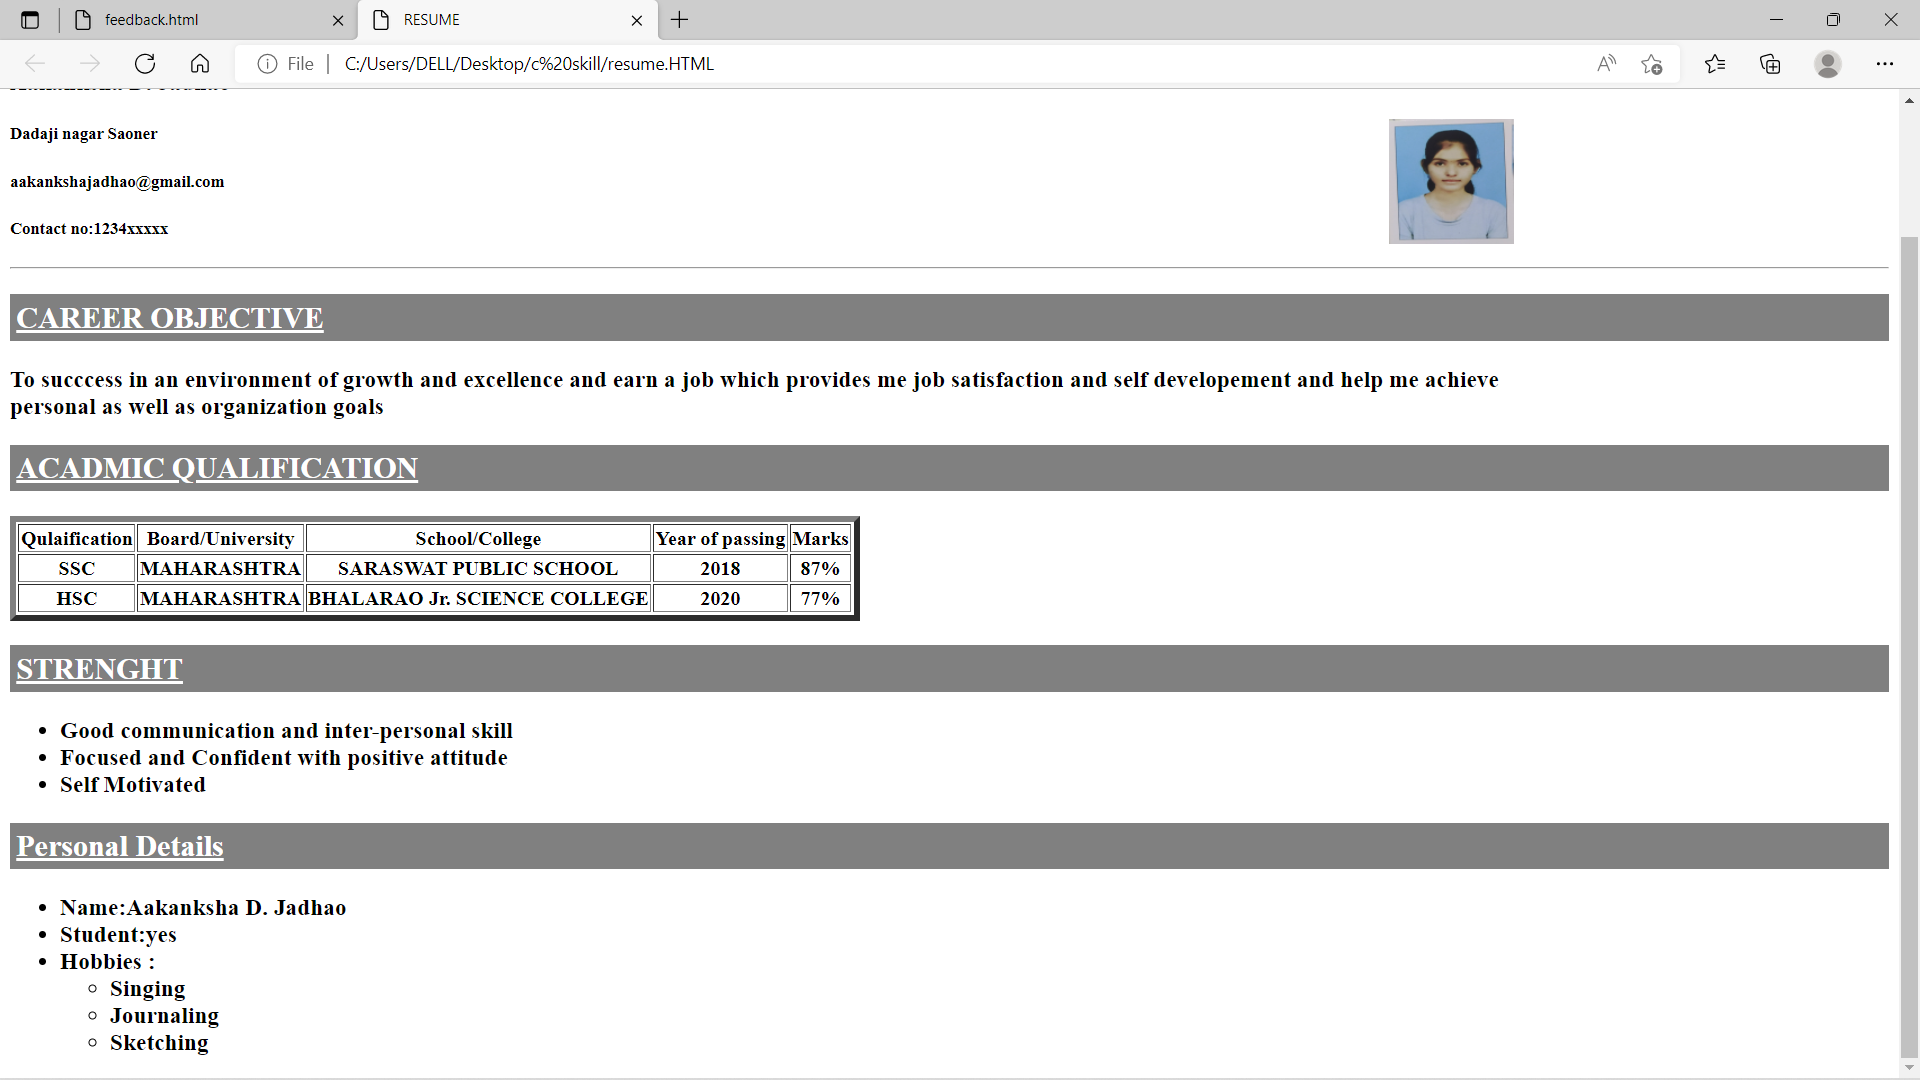 feedback.html
RESUME
File
C:/Users/DELL/Desktop/c%20skill/resume.HTML
Dadaji nagar Saoner
aakankshajadhao@gmail.com
Contact no:1234xxxxx
CAREER OBJECTIVE
To succcess in an environment of growth and excellence and earn a job which provides me job satisfaction and self developement and help me achieve
personal as well as organization goals
ACADMIC QUALIFICATION
Qulaification Board/University School/College Year of passing Marks
SSC MAHARASHTRA SARASWAT PUBLIC SCHOOL 2018 87%
HSC MAHARASHTRA BHALARAO Jr. SCIENCE COLLEGE 2020 77%
STRENGHT
Good communication and inter-personal skill
Focused and Confident with positive attitude
Self Motivated
Personal Details
Name:Aakanksha D. Jadhao
Student:yes
Hobbies :
Singing
Journaling
Sketching